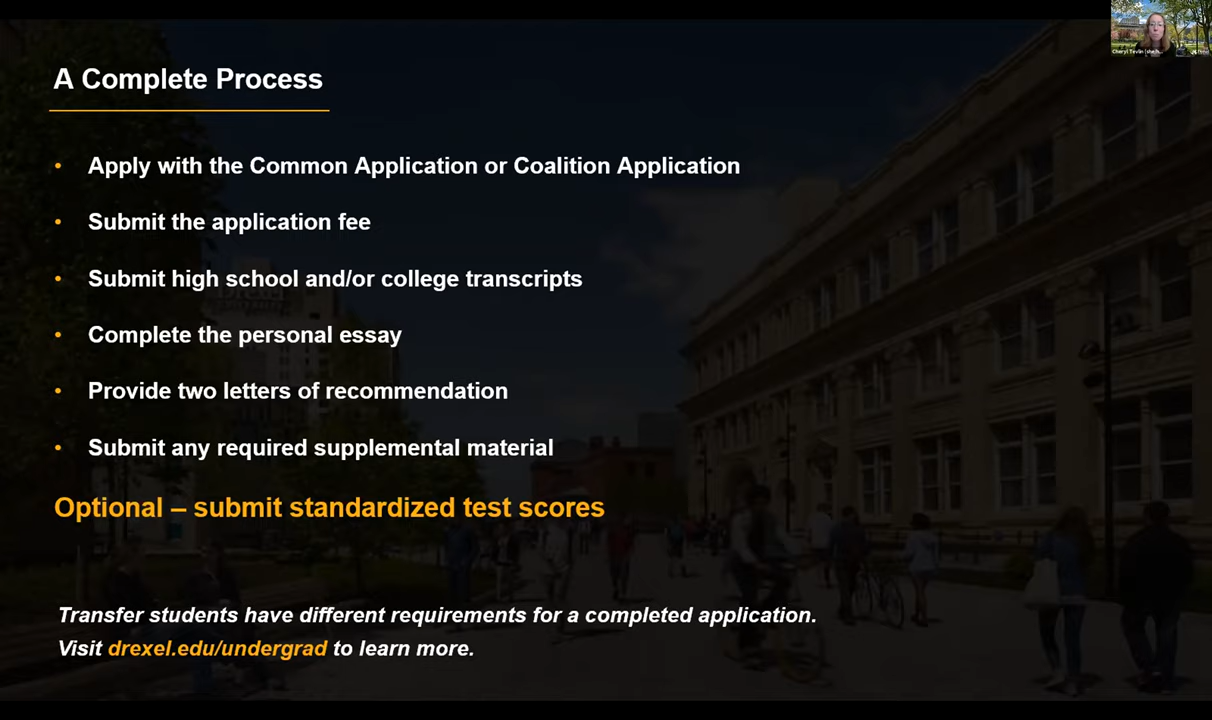 A Complete Process
• Apply with the Common Application or Coalition Application
• Submit the application fee
• Submit high school and/or college transcripts
• Complete the personal essay
• Provide two letters of recommendation
• Submit any required supplemental material
Optional – submit standardized test scores
Transfer students have different requirements for a completed application.
Visit drexel.edu/undergrad to learn more.